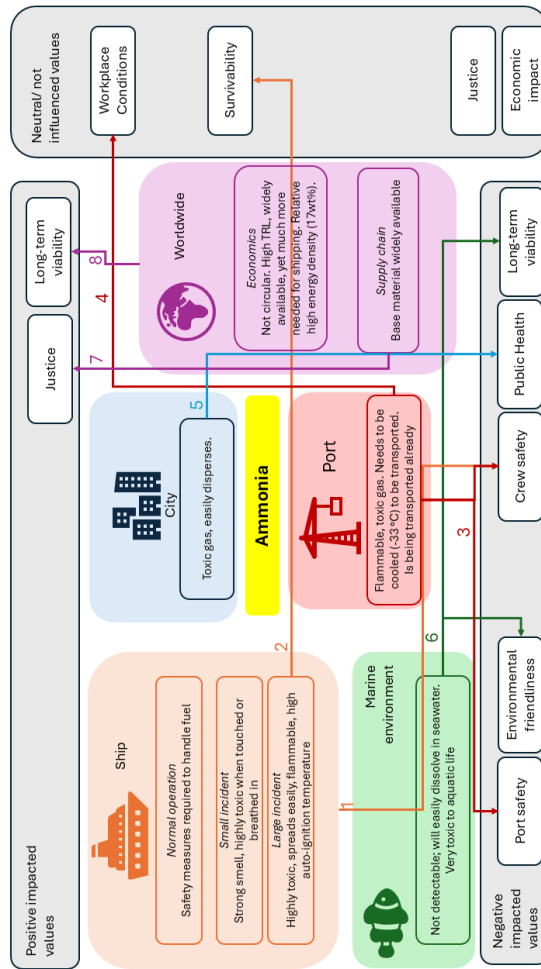 Positive impacted
values
Justice
Long-term
viability
Neutral/ not
influenced values
Workplace
Conditions
Survivability
Justice
Economic
impact
Ship
Normal operation
Safety measures required to handle fuel
Small incident
Strong smell, highly toxic when touched or
breathed in
Large incident
Highly toxic, spreads easily, flammable, high
auto-ignition temperature
City
Toxic gas, easily disperses.
Ammonia
Port
Flammable, toxic gas. Needs to be
cooled (-33 °C) to be transported.
Is being transported already
Worldwide
Economics
Not circular. High TRL, widely
available, yet much more
needed for shipping. Relative
high energy density (17wt%).
Supply chain
Base material widely available
Marine
environment
Not detectable; will easily dissolve in seawater.
Very toxic to aquatic life
1
2
3
4
5
6
7
8
Negative
impacted
values
Port safety
Environmental
friendliness
Crew safety
Public Health
Long-term
viability